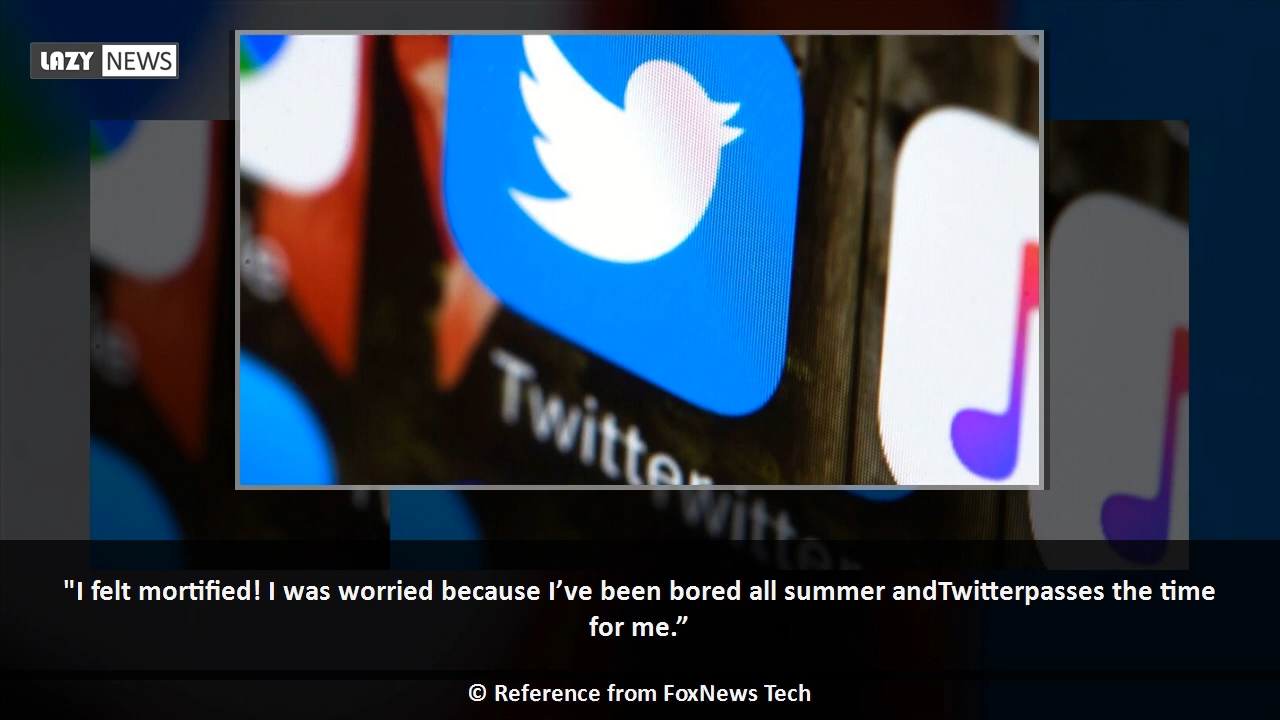 LAZY NEWS
Twitter
"I felt mortified! I was worried because I’ve been bored all summer andTwitterpasses the time
for me.”
© Reference from FoxNews Tech